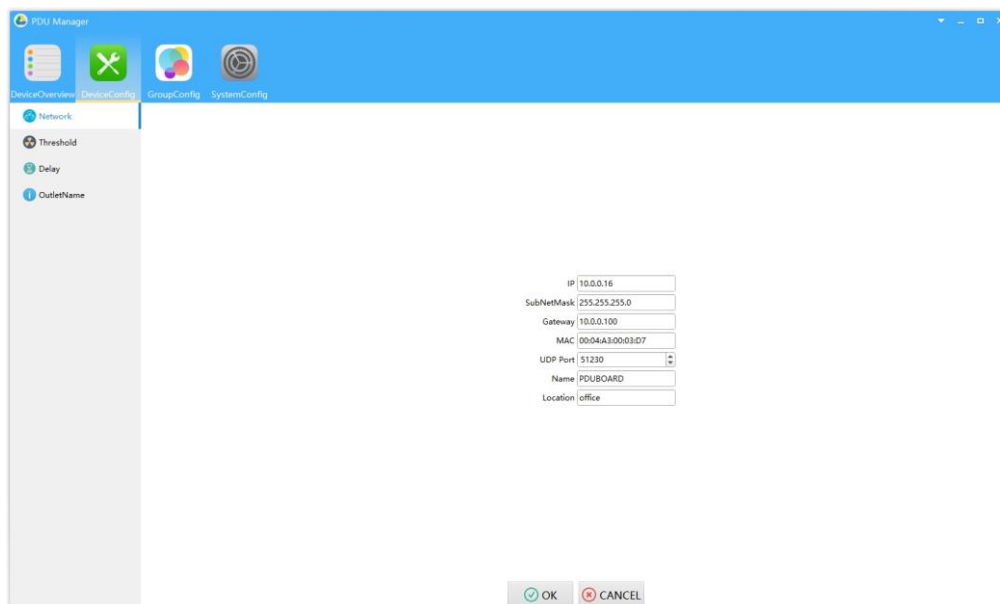 PDU Manager
DeviceOverview DeviceConfig GroupConfig SystemConfig
Network
Threshold
Delay
OutletName
IP 10.0.0.16
SubNetMask 255.255.255.0
Gateway 10.0.0.100
MAC 00:04:A3:00:03:D7
UDP Port 51230
Name PDUBOARD
Location office
OK CANCEL